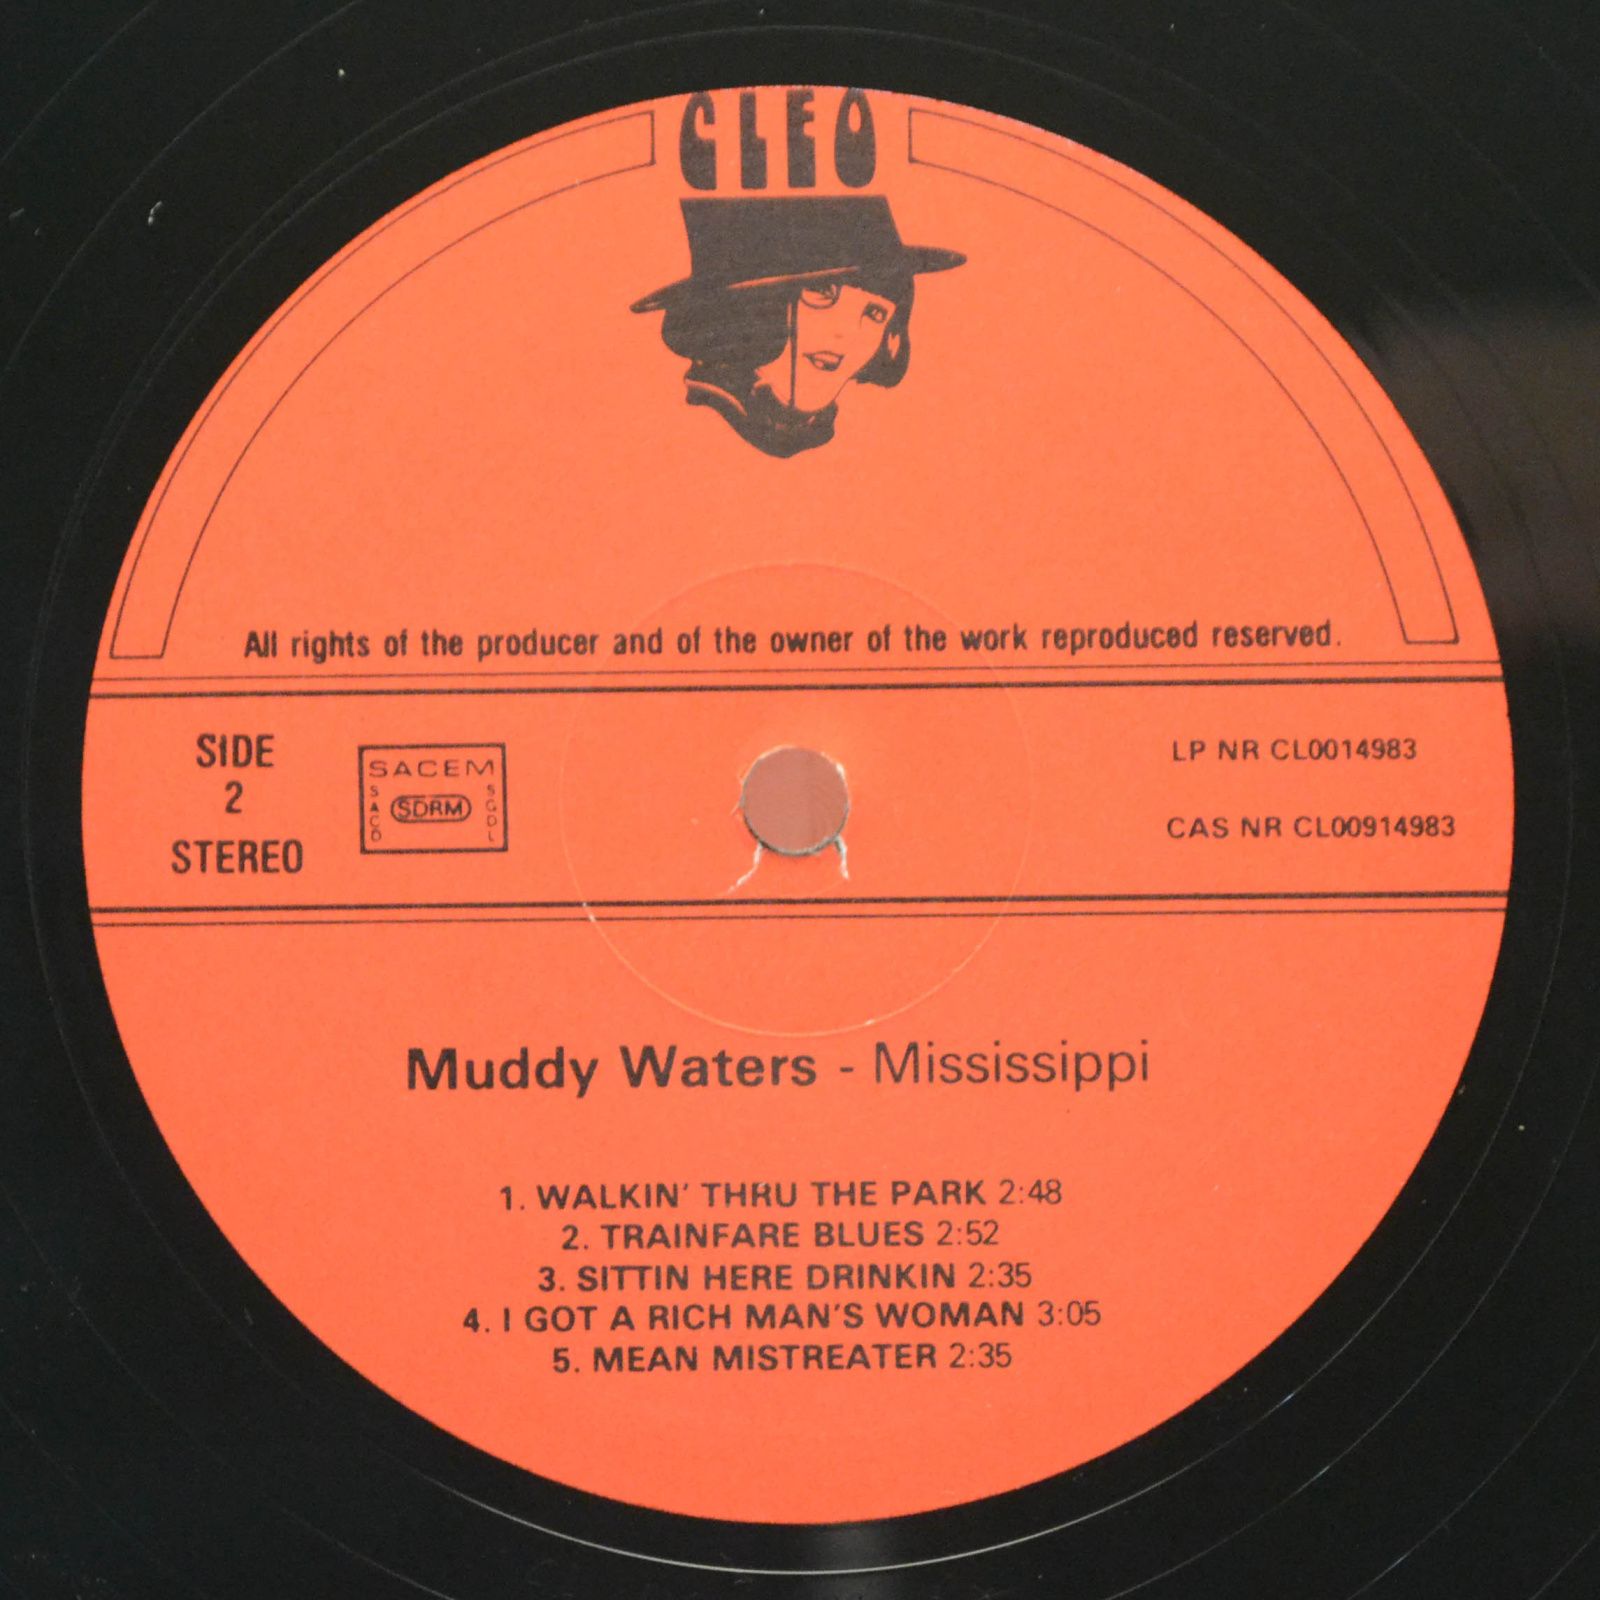 CLEO
All rights of the producer and of the owner of the work reproduced reserved.
SIDE
2
STEREO
SACEM
SACD
SDRM
SGDL
LP NR CL0014983
CAS NR CL00914983
Muddy Waters - Mississippi
1. WALKIN' THRU THE PARK 2:48
2. TRAINFARE BLUES 2:52
3. SITTIN HERE DRINKIN 2:35
4. I GOT A RICH MAN'S WOMAN 3:05
5. MEAN MISTREATER 2:35